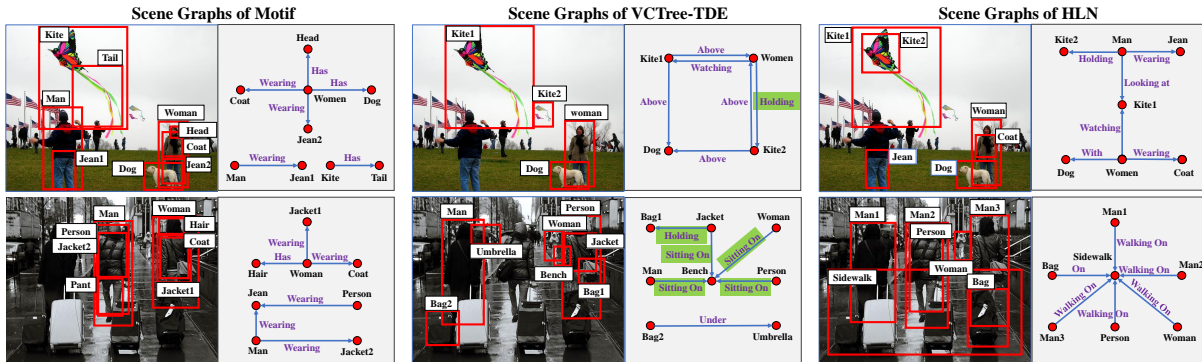 Scene Graphs of Motif
Scene Graphs of VCTree-TDE
Scene Graphs of HLN
Kite
Tail
Man
Woman
Head
Coat
Jean1
Jean2
Dog
Head
Has
Wearing
Has
Coat
Women
Dog
Wearing
Jean2
Wearing
Has
Man
Jean1
Kite
Tail
Kite1
Kite2
woman
Dog
Above
Kite1
Women
Watching
Above
Above
Holding
Dog
Kite2
Above
Kite1
Kite2
Woman
Coat
Jean
Dog
Kite2
Man
Jean
Holding
Wearing
Looking at
Kite1
Watching
With
Wearing
Dog
Women
Coat
Man
Woman
Person
Hair
Jacket2
Coat
Pant
Jacket1
Jacket1
Wearing
Has
Wearing
Hair
Woman
Coat
Jean
Person
Wearing
Wearing
Man
Wearing
Jacket2
Man
Person
Woman
Umbrella
Jacket
Bench
Bag2
Bag1
Bag1
Jacket
Woman
Holding
Sitting On
Sitting On
Man
Bench
Person
Sitting On
Sitting On
Under
Bag2
Umbrella
Man1
Man2
Man3
Person
Woman
Sidewalk
Bag
Man1
Walking On
Sidewalk
Bag
On
Walking On
Man2
Walking On
Walking On
Walking On
Man3
Person
Woman